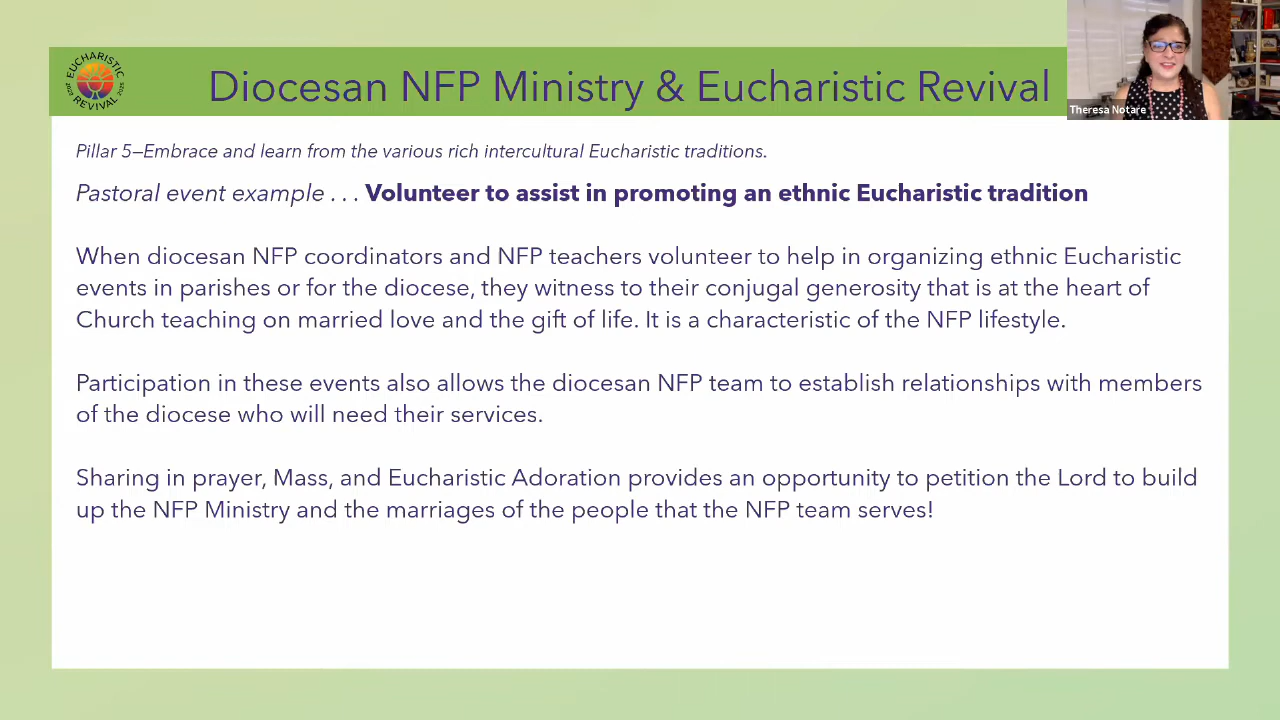 EUCHARISTIC
REVIVAL
Diocesan NFP Ministry & Eucharistic Revival
Theresa Notare
Pillar 5—Embrace and learn from the various rich intercultural Eucharistic traditions.
Pastoral event example . . . Volunteer to assist in promoting an ethnic Eucharistic tradition
When diocesan NFP coordinators and NFP teachers volunteer to help in organizing ethnic Eucharistic
events in parishes or for the diocese, they witness to their conjugal generosity that is at the heart of
Church teaching on married love and the gift of life. It is a characteristic of the NFP lifestyle.
Participation in these events also allows the diocesan NFP team to establish relationships with members
of the diocese who will need their services.
Sharing in prayer, Mass, and Eucharistic Adoration provides an opportunity to petition the Lord to build
up the NFP Ministry and the marriages of the people that the NFP team serves!